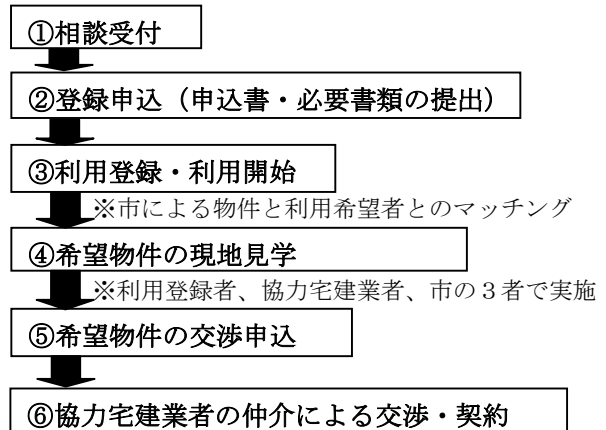 ①相談受付
②登録申込（申込書・必要書類の提出）
③利用登録・利用開始
※市による物件と利用希望者とのマッチング
④希望物件の現地見学
※利用登録者、協力宅建業者、市の３者で実施
⑤希望物件の交渉申込
⑥協力宅建業者の仲介による交渉・契約